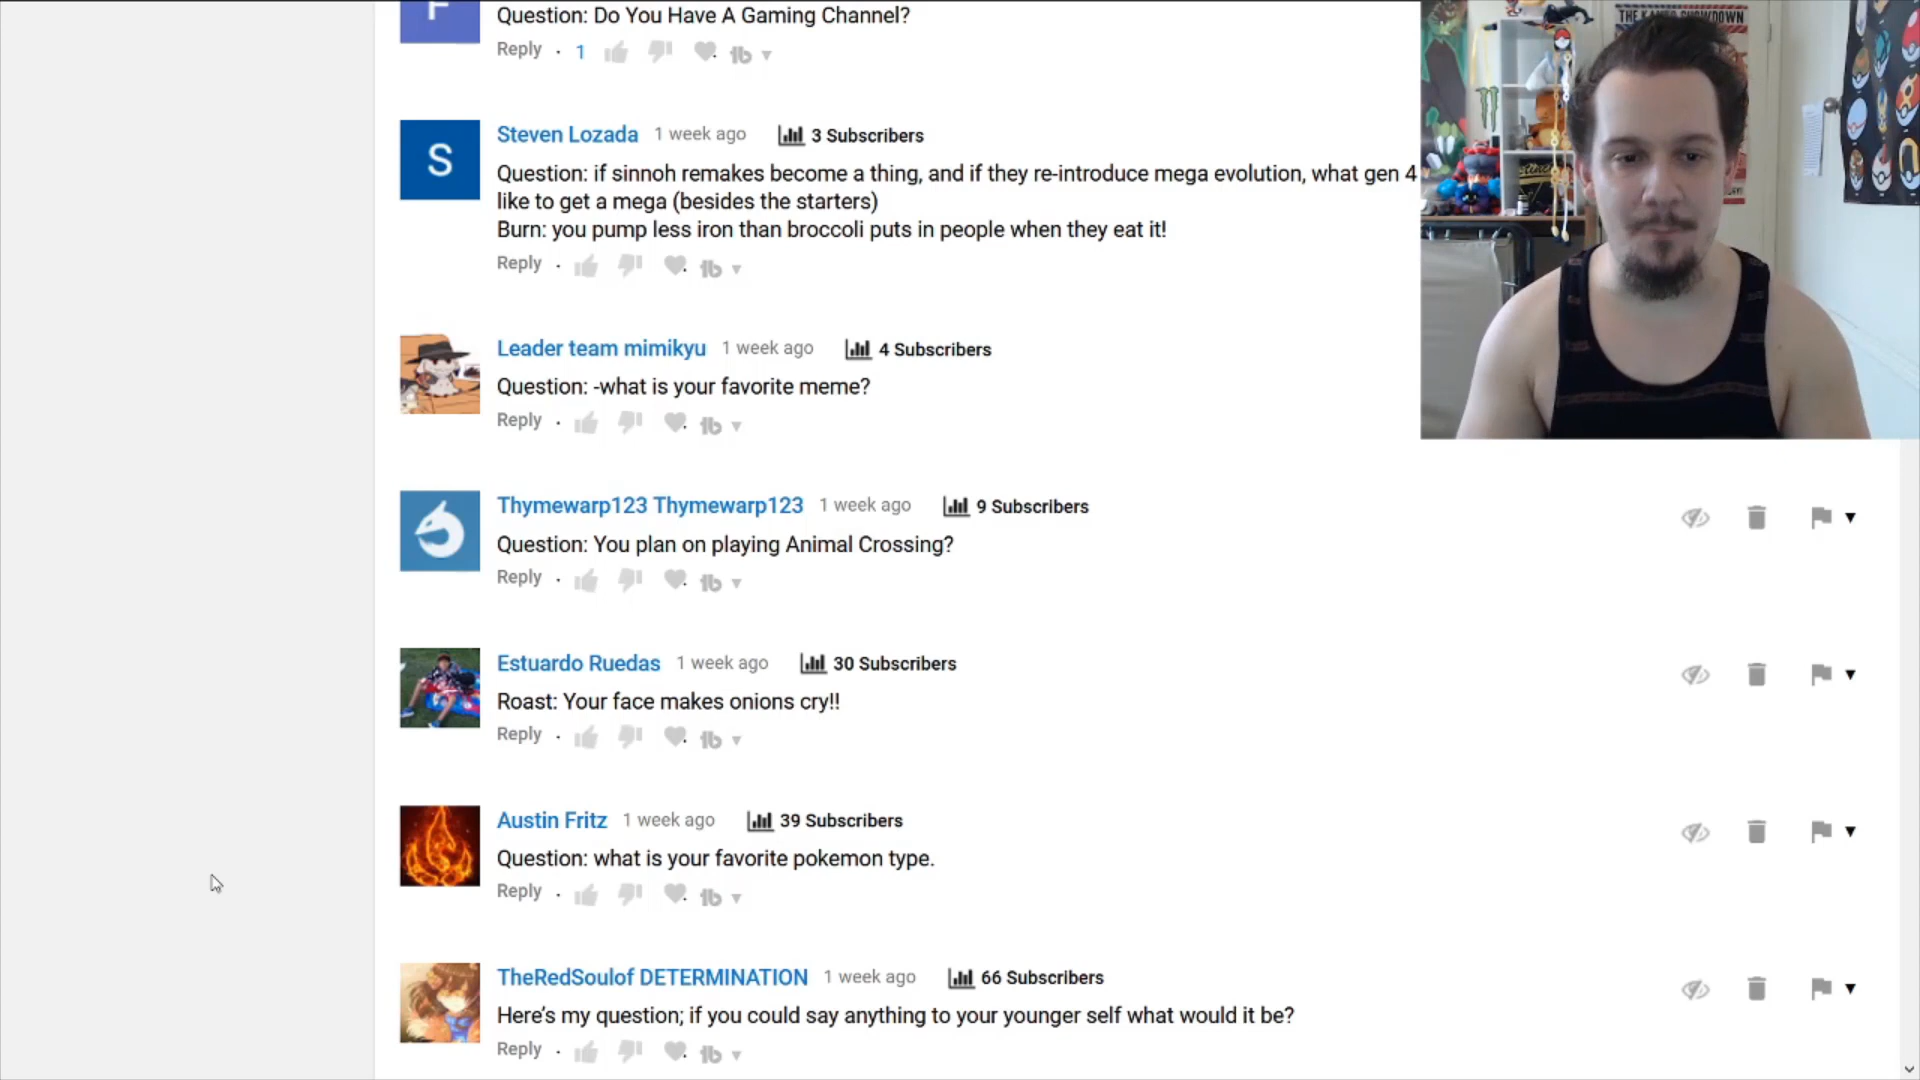 F
Question: Do You Have A Gaming Channel?
Reply · 1
S
Steven Lozada 1 week ago 3 Subscribers
Question: if sinnoh remakes become a thing, and if they re-introduce mega evolution, what gen 4
like to get a mega (besides the starters)
Burn: you pump less iron than broccoli puts in people when they eat it!
Reply ·
Leader team mimikyu 1 week ago 4 Subscribers
Question: -what is your favorite meme?
Reply ·
Thymewarp123 Thymewarp123 1 week ago 9 Subscribers
Question: You plan on playing Animal Crossing?
Reply ·
Estuardo Ruedas 1 week ago 30 Subscribers
Roast: Your face makes onions cry!!
Reply ·
Austin Fritz 1 week ago 39 Subscribers
Question: what is your favorite pokemon type.
Reply ·
TheRedSoulof DETERMINATION 1 week ago 66 Subscribers
Here's my question; if you could say anything to your younger self what would it be?
Reply ·